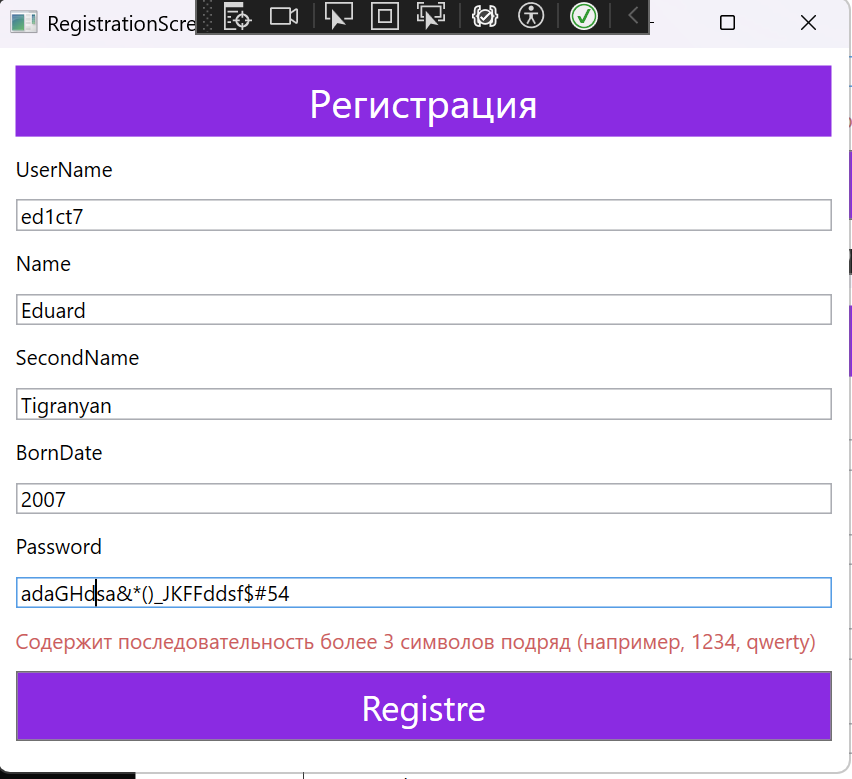 RegistrationScre
Регистрация
UserName
ed1ct7
Name
Eduard
SecondName
Tigranyan
BornDate
2007
Password
adaGHdsa&*()_JKFFddsf$#54
Содержит последовательность более 3 символов подряд (например, 1234, qwerty)
Registre